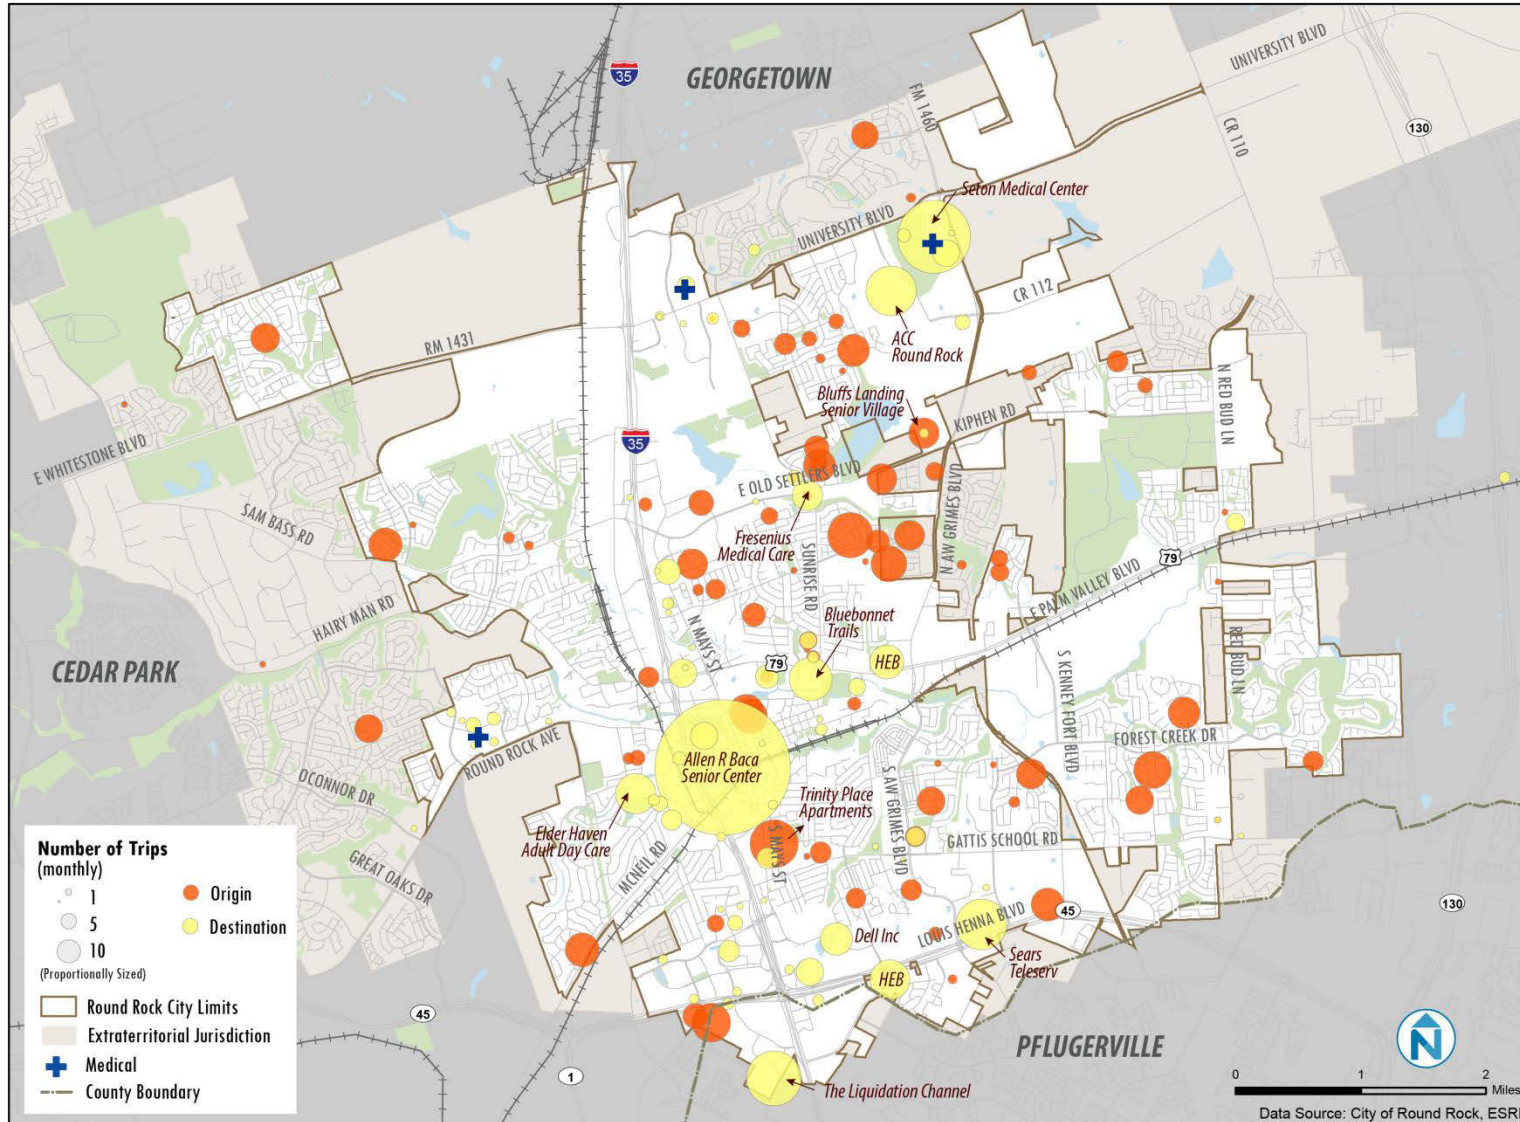 GEORGETOWN
35
UNIVERSITY BLVD
FM 1460
CR 110
130
Seton Medical Center
UNIVERSITY BLVD
CR 112
RM 1431
ACC
Round Rock
Bluffs Landing
Senior Village
KIPHEN RD
N RED BUD LN
E WHITESTONE BLVD
35
E OLD SETTLERS BLVD
SAM BASS RD
Fresenius
Medical Care
SUNRISE RD
N AW GRIMES BLVD
79
E PALM VALLEY BLVD
HAIRY MAN RD
N MAYS ST
Bluebonnet
Trails
CEDAR PARK
79
HEB
S KENNEY FORT BLVD
RED BUD LN
ROUND ROCK AVE
FOREST CREEK DR
Allen R Baca
Senior Center
OCONNOR DR
Trinity Place
Apartments
S AW GRIMES BLVD
Elder Haven
Adult Day Care
S MAYS ST
GATTIS SCHOOL RD
MCNEIL RD
GREAT OAKS DR
LOUIS HENNA BLVD
45
130
Dell Inc
Sears
Teleserv
HEB
45
PFLUGERVILLE
1
The Liquidation Channel
Number of Trips
(monthly)
1
5
10
(Proportionally Sized)
Origin
Destination
Round Rock City Limits
Extraterritorial Jurisdiction
Medical
County Boundary
N
0 1 2
Miles
Data Source: City of Round Rock, ESRI